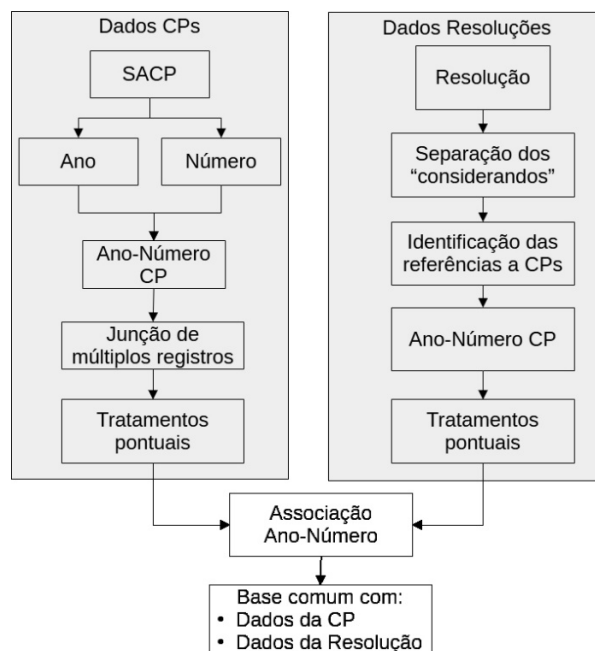 Dados CPs
SACP
Ano
Número
Ano-Número
CP
Junção de
múltiplos registros
Tratamentos
pontuais
Dados Resoluções
Resolução
Separação dos
“considerandos”
Identificação das
referências a CPs
Ano-Número CP
Tratamentos
pontuais
Associação
Ano-Número
Base comum com:
• Dados da CP
• Dados da Resolução